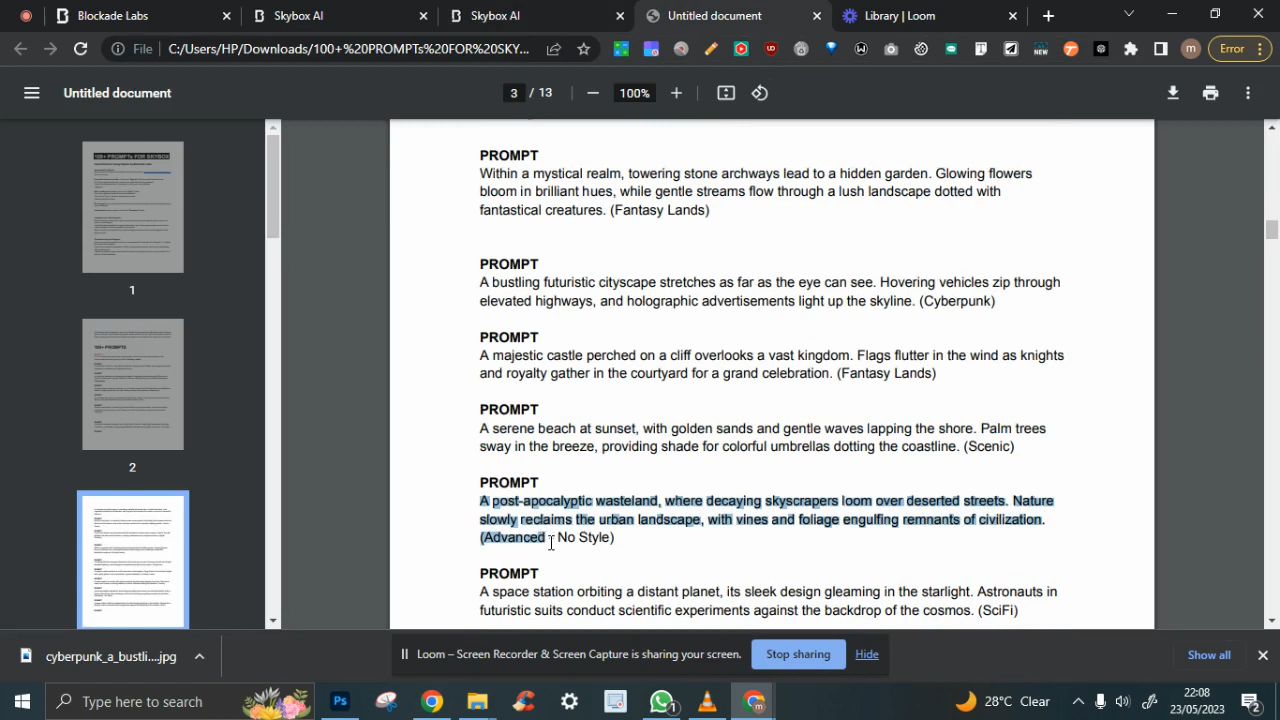 Blockade Labs
Skybox AI
Skybox AI
Untitled document
Library | Loom
File
C:/Users/HP/Downloads/100+%20PROMPTs%20FOR%20SKY...
Error
Untitled document
3 / 13
100%
1
2
PROMPT
Within a mystical realm, towering stone archways lead to a hidden garden. Glowing flowers
bloom in brilliant hues, while gentle streams flow through a lush landscape dotted with
fantastical creatures. (Fantasy Lands)
PROMPT
A bustling futuristic cityscape stretches as far as the eye can see. Hovering vehicles zip through
elevated highways, and holographic advertisements light up the skyline. (Cyberpunk)
PROMPT
A majestic castle perched on a cliff overlooks a vast kingdom. Flags flutter in the wind as knights
and royalty gather in the courtyard for a grand celebration. (Fantasy Lands)
PROMPT
A serene beach at sunset, with golden sands and gentle waves lapping the shore. Palm trees
sway in the breeze, providing shade for colorful umbrellas dotting the coastline. (Scenic)
PROMPT
A post-apocalyptic wasteland, where decaying skyscrapers loom over deserted streets. Nature
slowly reclaims the urban landscape, with vines and foliage engulfing remnants of civilization.
(Advanced - No Style)
PROMPT
A space station orbiting a distant planet, its sleek design gleaming in the starlight. Astronauts in
futuristic suits conduct scientific experiments against the backdrop of the cosmos. (SciFi)
cyberpunk_a_bustli....jpg
Loom – Screen Recorder & Screen Capture is sharing your screen.
Stop sharing
Hide
Show all
Type here to search
28°C Clear
22:08
23/05/2023